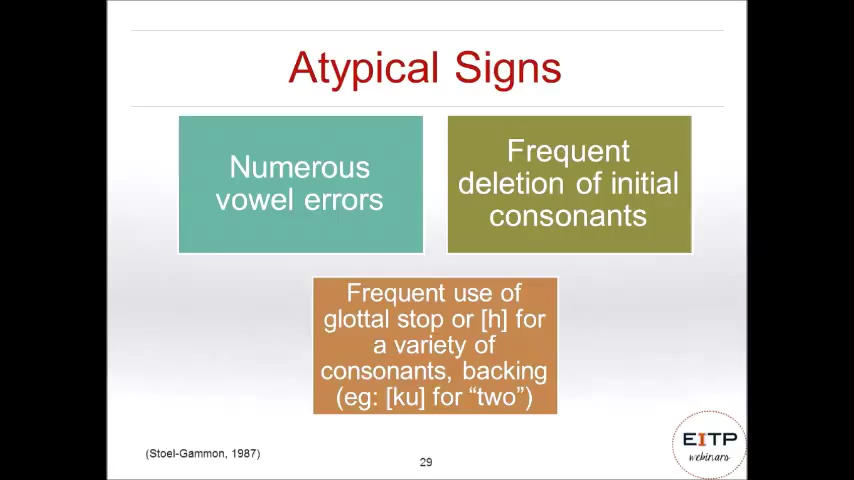 Atypical Signs
Numerous
vowel errors
Frequent
deletion of initial
consonants
Frequent use of
glottal stop or [h] for
a variety of
consonants, backing
(eg: [ku] for “two”)
(Stoel-Gammon, 1987)
29
EITP
webinars